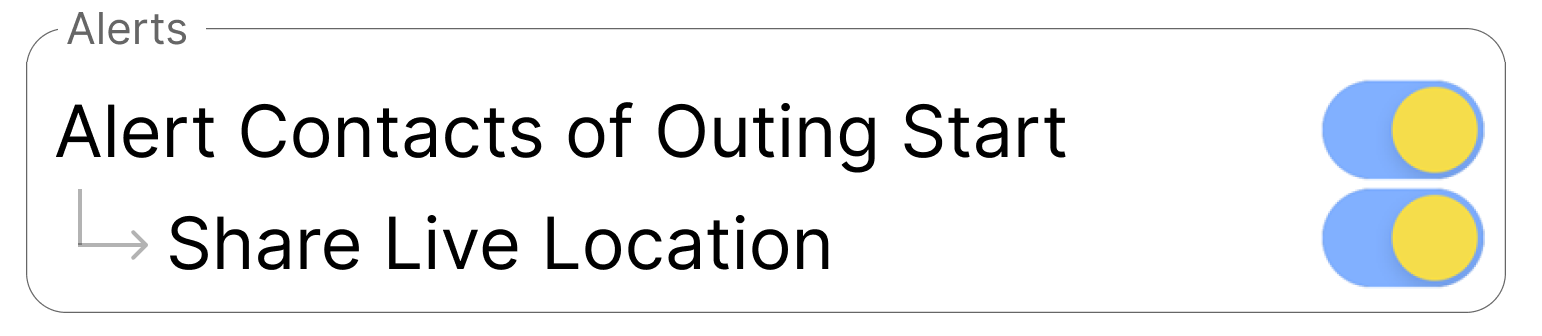 Alerts
Alert Contacts of Outing Start
Share Live Location